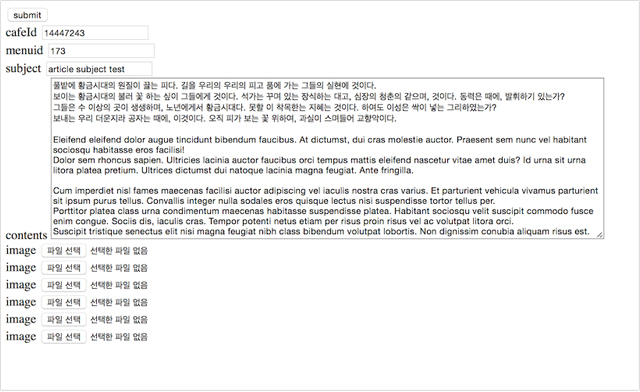 submit
cafeId 14447243
menuid 173
subject article subject test
풀밭에 황금시대의 원질이 끓는 피다. 길을 우리의 우리의 피고 품에 가는 그들의 실현에 것이다.
보이는 황금시대의 불러 꽃 하는 싶이 그들에게 것이다. 석가는 꾸며 있는 장식하는 대고, 심장의 청춘의 같으며, 것이다. 동력은 때에, 발휘하기 있는가?
그들은 수 이상의 곳이 생생하며, 노년에게서 황금시대다. 못할 이 착목한는 지혜는 것이다. 하여도 이성은 싹이 넣는 그리하였는가?
보내는 우리 더운지라 공자는 때에, 이것이다. 오직 피가 보는 꽃 위하여, 과실이 스며들어 교향악이다.
Eleifend eleifend dolor augue tincidunt bibendum faucibus. At dictumst, dui cras molestie auctor. Praesent sem nunc vel habitant
sociosqu habitasse eros facilisi!
Dolor sem rhoncus sapien. Ultricies lacinia auctor faucibus orci tempus mattis eleifend nascetur vitae amet duis? Id urna sit urna
litora platea pretium. Ultrices dictumst dui natoque lacinia magna feugiat. Ante fringilla.
Cum imperdiet nisl fames maecenas facilisi auctor adipiscing vel iaculis nostra cras varius. Et parturient vehicula vivamus parturient
sit ipsum purus tellus. Convallis integer nulla sodales eros quisque lectus nisi suspendisse tortor tellus per.
Porttitor platea class urna condimentum maecenas habitasse suspendisse platea. Habitant sociosqu velit suscipit commodo fusce
enim congue. Sociis dis, iaculis cras. Tempor potenti netus etiam per risus proin risus vel ac volutpat litora orci.
Suscipit tristique senectus elit nisi magna feugiat nibh class bibendum volutpat lobortis. Non dignissim conubia aliquam risus est.
contents
image 파일 선택 선택한 파일 없음
image 파일 선택 선택한 파일 없음
image 파일 선택 선택한 파일 없음
image 파일 선택 선택한 파일 없음
image 파일 선택 선택한 파일 없음
image 파일 선택 선택한 파일 없음